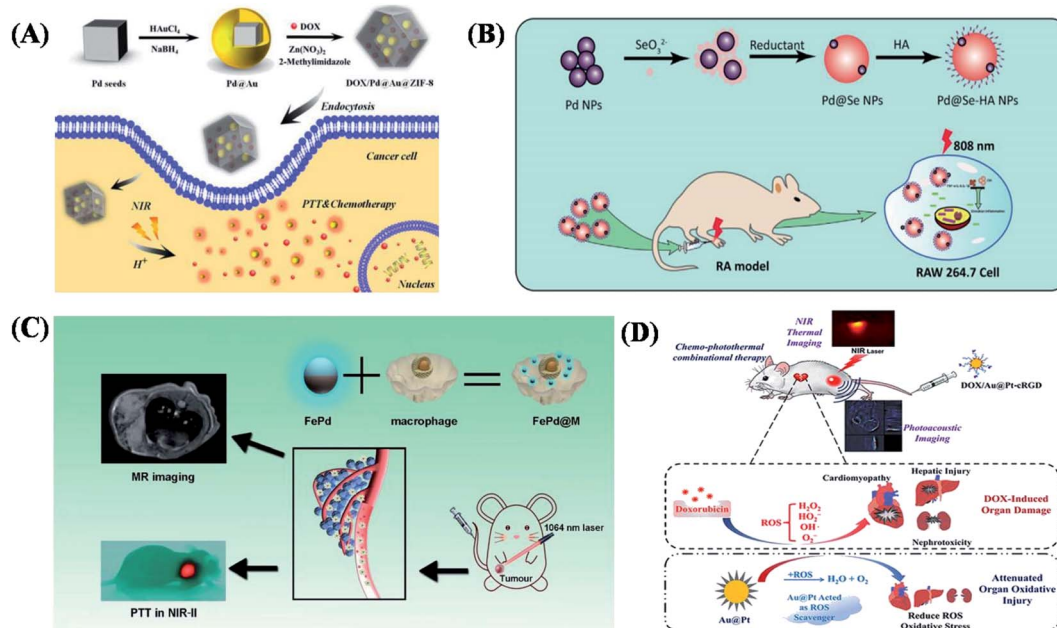 (A)
HAuCl4
NaBH4
DOX
Zn(NO3)2
2-Methylimidazole
Pd seeds
Pd@Au
DOX/Pd@Au@ZIF-8
Endocytosis
Cancer cell
NIR
H+
PTT&Chemotherapy
Nucleus
(B)
SeO3 2-
Reductant
HA
Pd NPs
Pd@Se NPs
Pd@Se-HA NPs
808 nm
RA model
RAW 264.7 Cell
(C)
FePd
macrophage
FePd@M
MR imaging
1064 nm laser
Tumour
PTT in NIR-II
(D)
NIR
Thermal
Imaging
NIR Laser
Chemo-photothermal
combinational therapy
DOX/Au@Pt-cRGD
Photoacoustic
Imaging
Cardiomyopathy
Hepatic Injury
Doxorubicin
ROS
H2O2
HO2-
OH·
O2-
DOX-Induced
Organ Damage
Nephrotoxicity
+ROS
H2O + O2
Au@Pt Acted
as ROS
Scavenger
Au@Pt
Reduce ROS
Oxidative Stress
Attenuated
Organ Oxidative
Injury